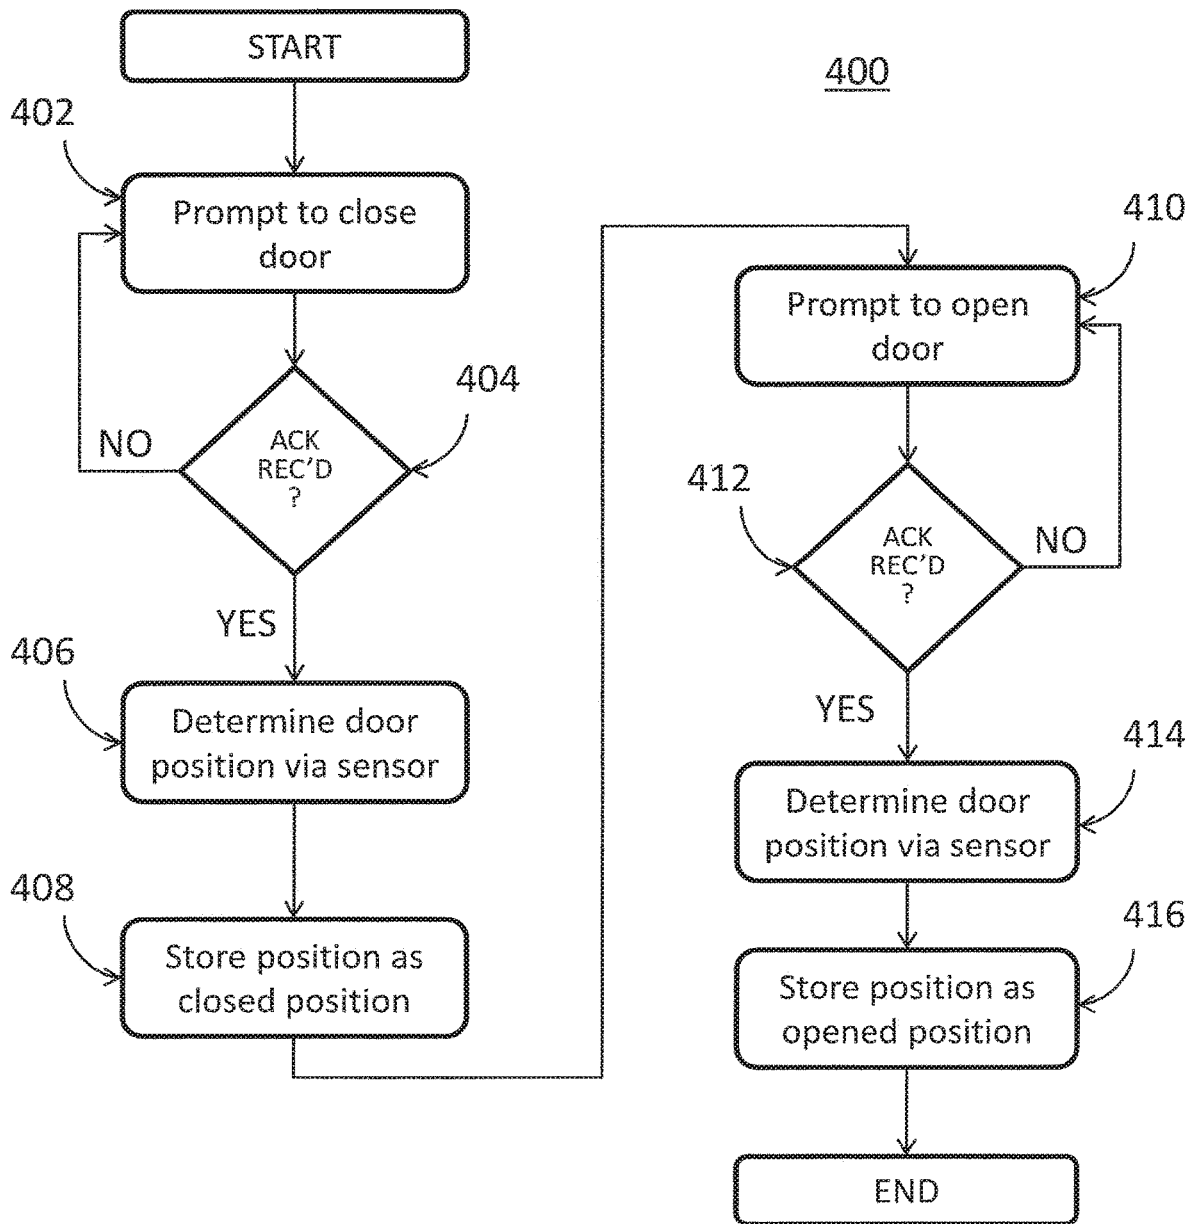 START
400
402
Prompt to close
door
404
ACK
REC'D
?
NO
YES
406
Determine door
position via sensor
408
Store position as
closed position
410
Prompt to open
door
412
ACK
REC'D
?
NO
YES
414
Determine door
position via sensor
416
Store position as
opened position
END